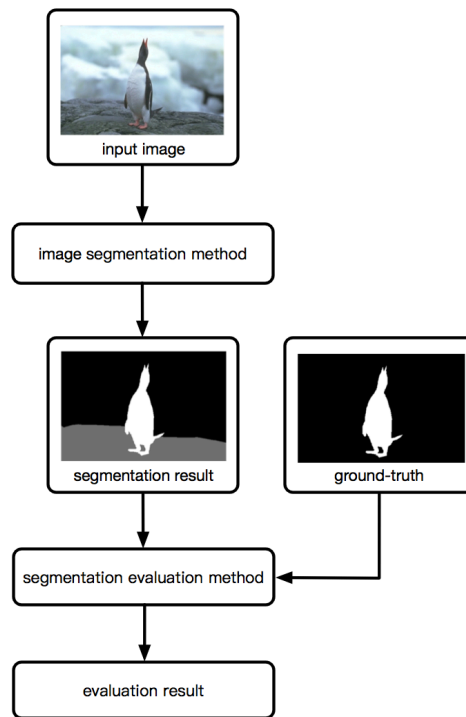 input image
image segmentation method
segmentation result
ground-truth
segmentation evaluation method
evaluation result